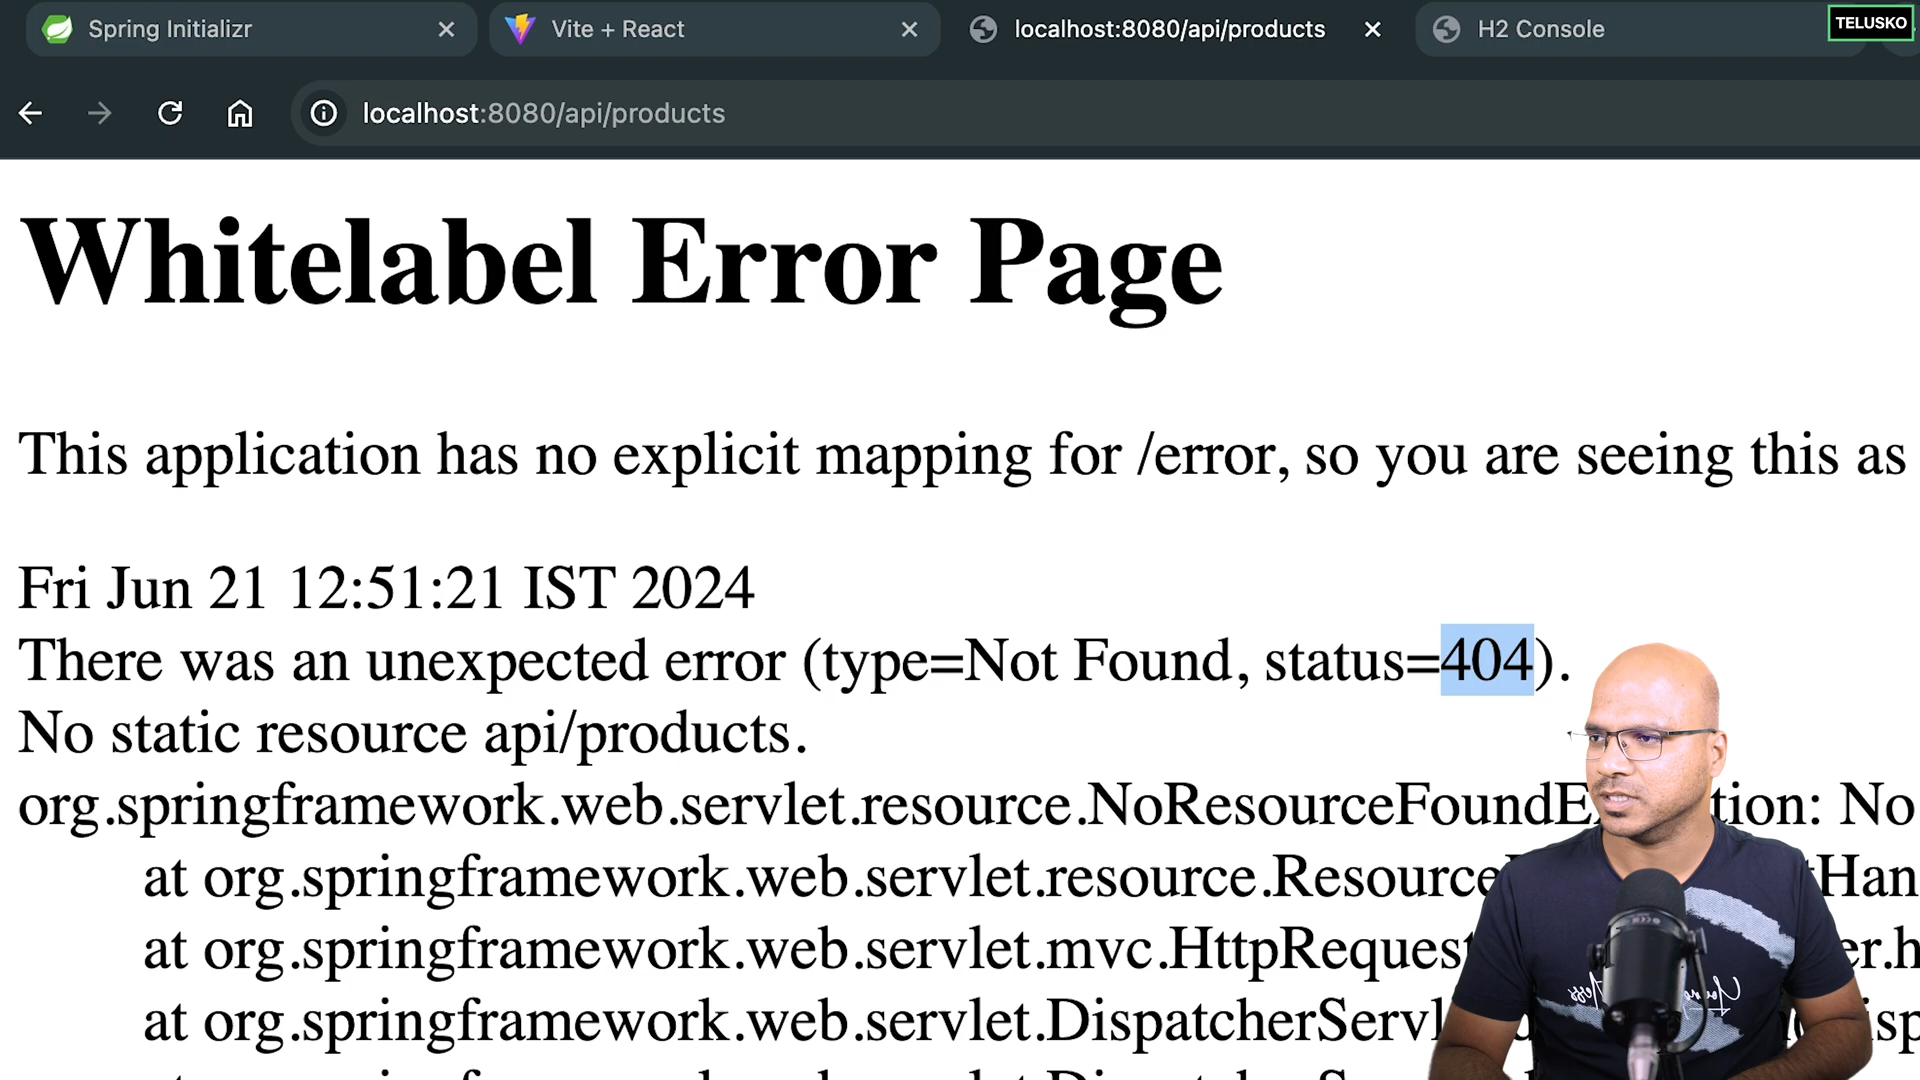 Spring Initializr
Vite + React
localhost:8080/api/products
H2 Console
TELUSKO
localhost:8080/api/products
Whitelabel Error Page
This application has no explicit mapping for /error, so you are seeing this as
Fri Jun 21 12:51:21 IST 2024
There was an unexpected error (type=Not Found, status=404).
No static resource api/products.
org.springframework.web.servlet.resource.NoResourceFoundE tion: No
at org.springframework.web.servlet.resource.Resource tHan
at org.springframework.web.servlet.mvc.HttpRequest er.h
at org.springframework.web.servlet.DispatcherServl isp